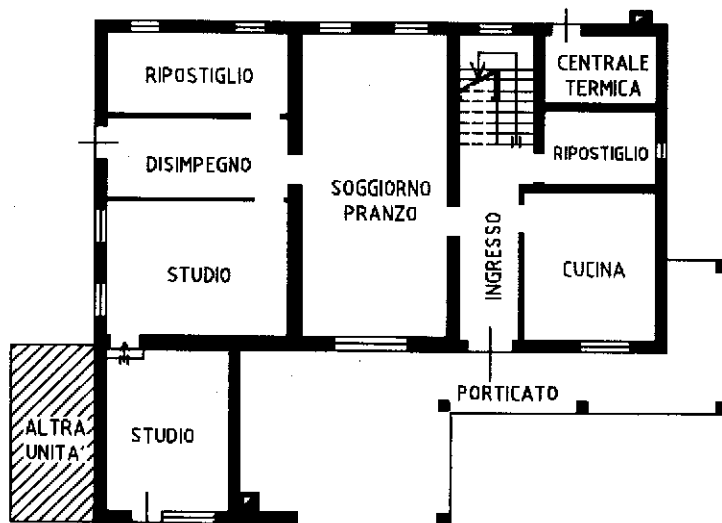 RIPOSTIGLIO
CENTRALE
TERMICA
DISIMPEGNO
RIPOSTIGLIO
SOGGIORNO
PRANZO
INGRESSO
STUDIO
CUCINA
PORTICATO
ALTRA
UNITA'
STUDIO